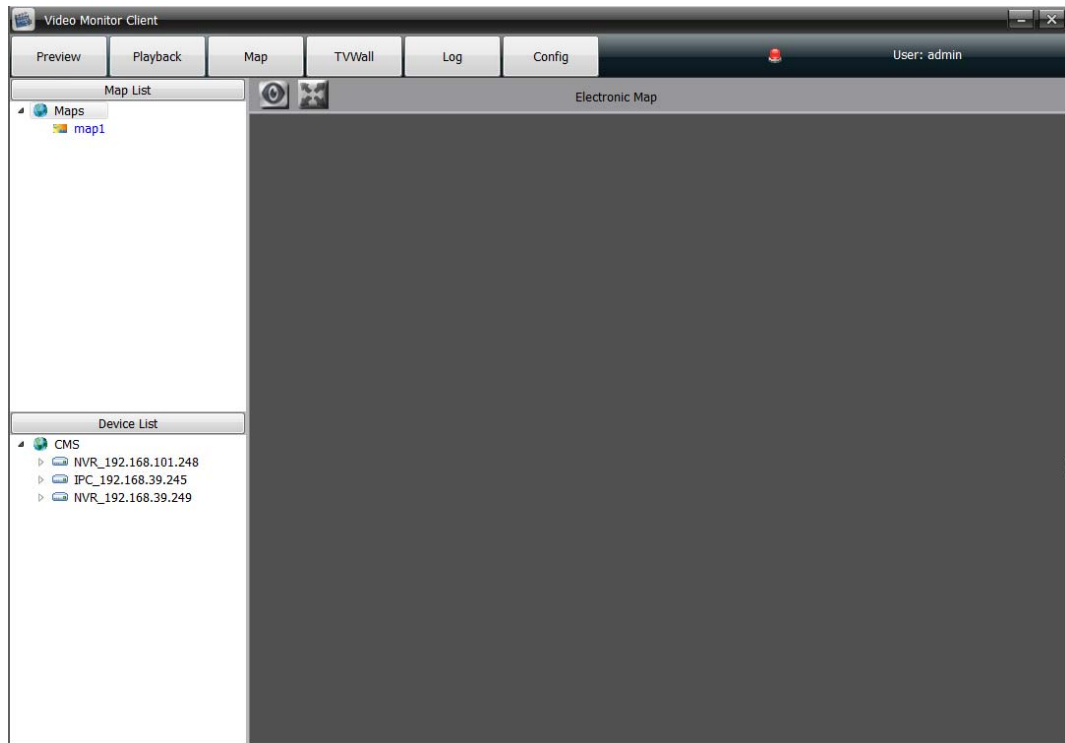 Video Monitor Client
Preview Playback Map TVWall Log Config User: admin
Map List
Electronic Map
Maps
map1
Device List
CMS
NVR_192.168.101.248
IPC_192.168.39.245
NVR_192.168.39.249